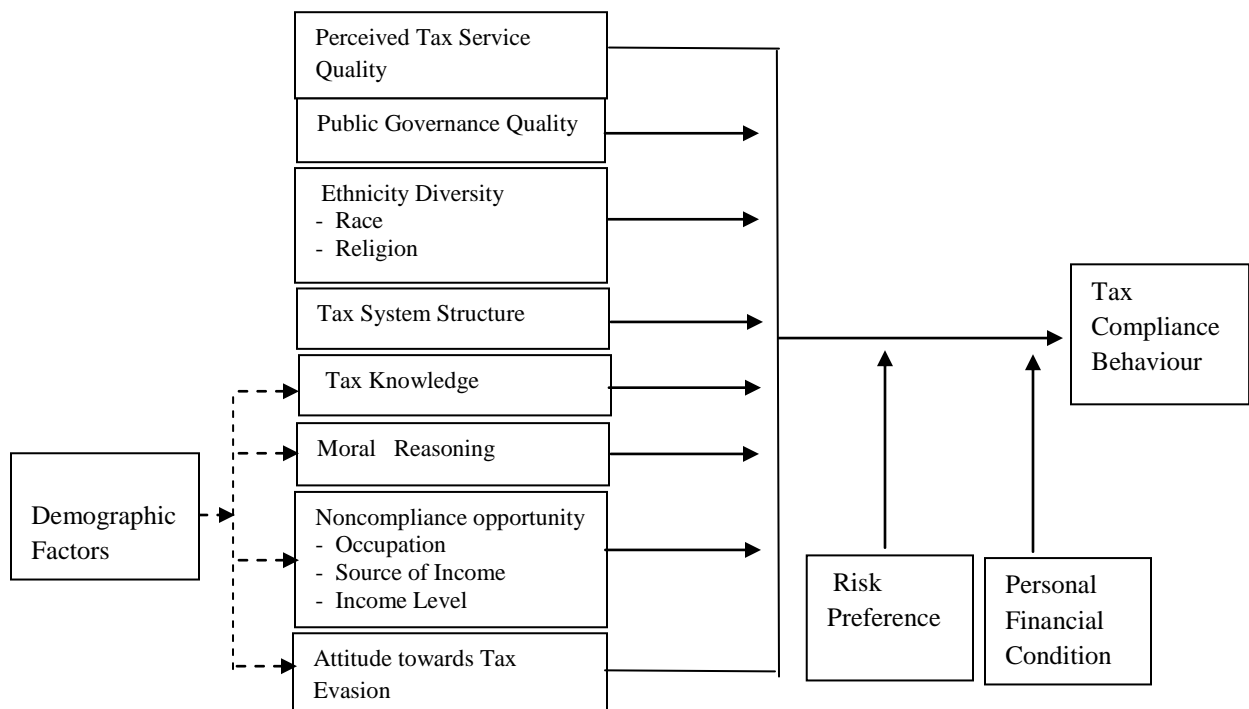 Perceived Tax Service
Quality
Public Governance Quality
Ethnicity Diversity
- Race
- Religion
Tax System Structure
Tax Knowledge
Moral Reasoning
Noncompliance opportunity
- Occupation
- Source of Income
- Income Level
Attitude towards Tax
Evasion
Demographic
Factors
Risk
Preference
Personal
Financial
Condition
Tax
Compliance
Behaviour